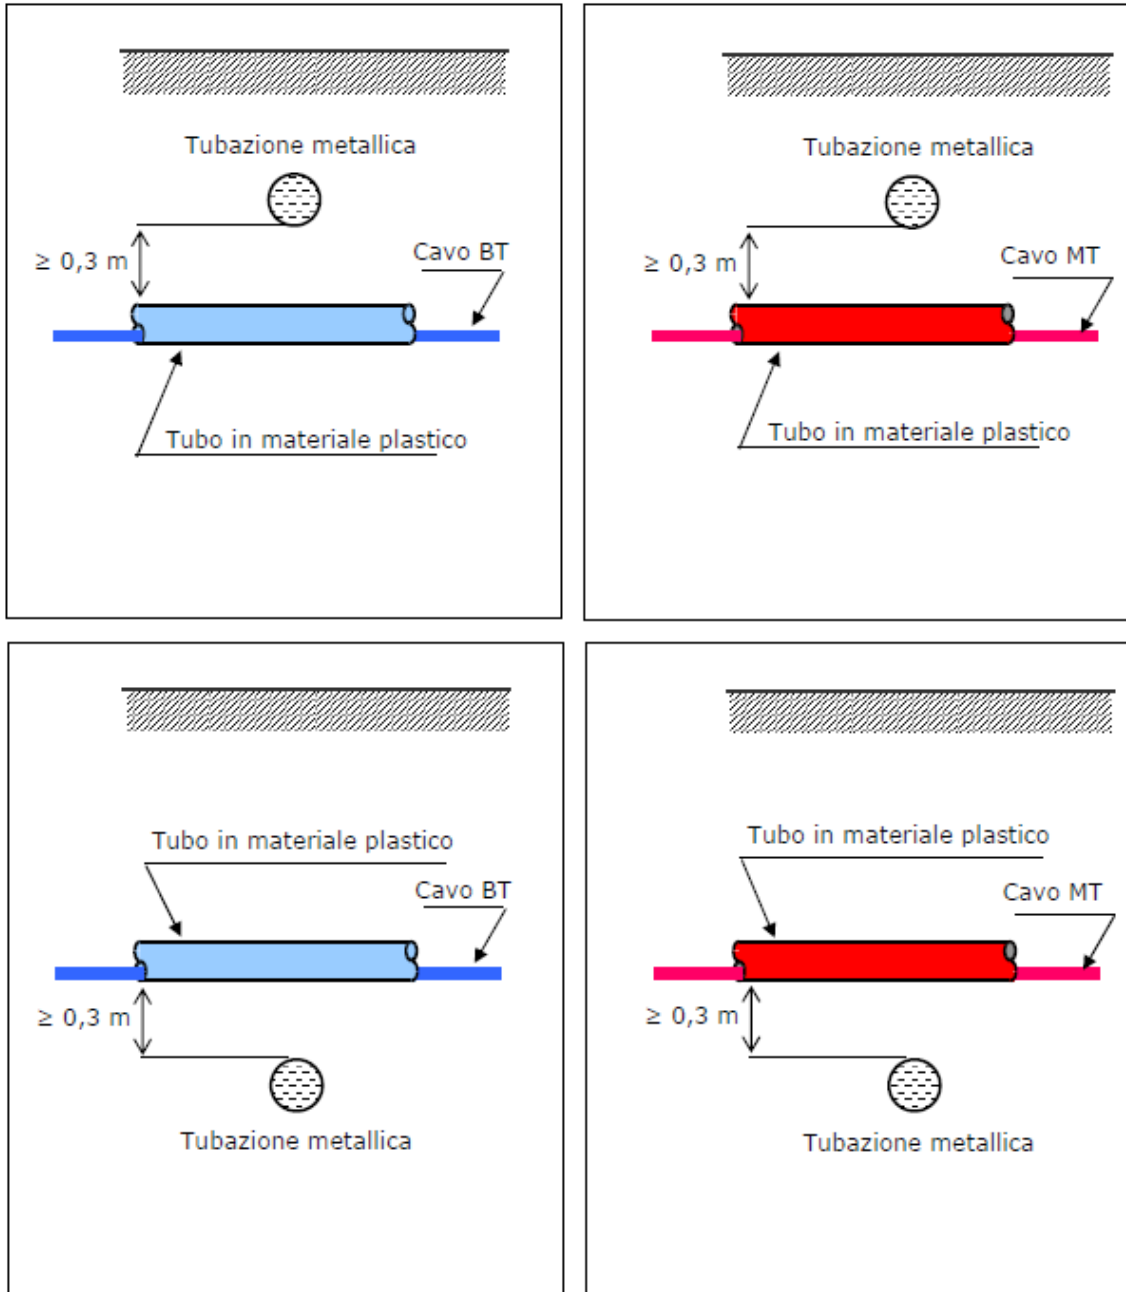 Tubazione metallica
≥ 0,3 m
Cavo BT
Tubo in materiale plastico
Tubazione metallica
≥ 0,3 m
Cavo MT
Tubo in materiale plastico
Tubo in materiale plastico
Cavo BT
≥ 0,3 m
Tubazione metallica
Tubo in materiale plastico
Cavo MT
≥ 0,3 m
Tubazione metallica